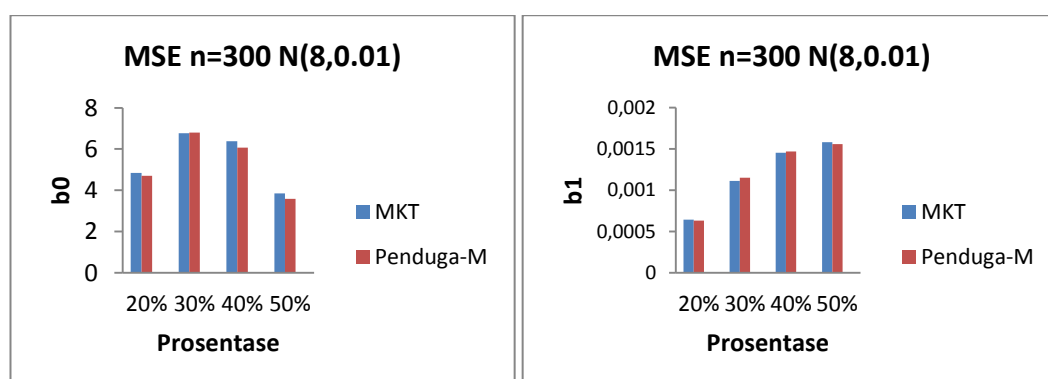 MSE n=300 N(8,0.01)
b0
8
6
4
2
0
20% 30% 40% 50%
Prosentase
MKT
Penduga-M
MSE n=300 N(8,0.01)
b1
0,002
0,0015
0,001
0,0005
0
20% 30% 40% 50%
Prosentase
MKT
Penduga-M